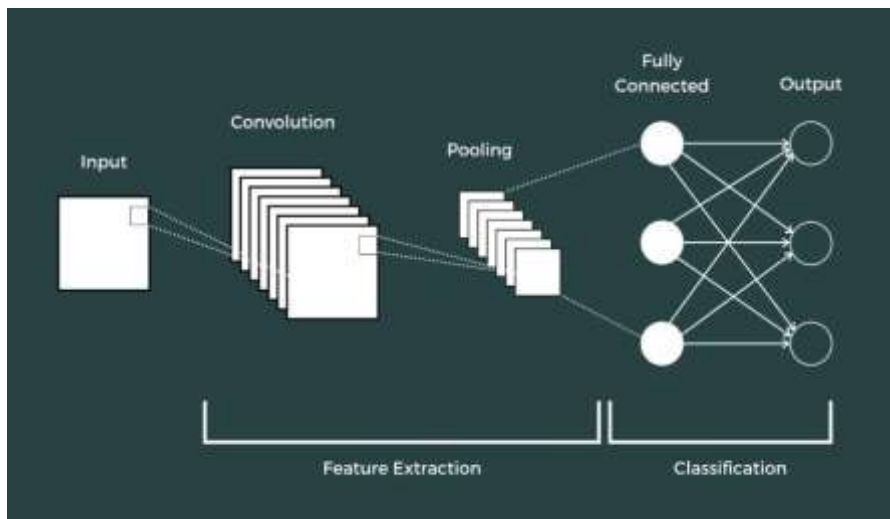 Input
Convolution
Pooling
Fully
Connected
Output
Feature Extraction
Classification